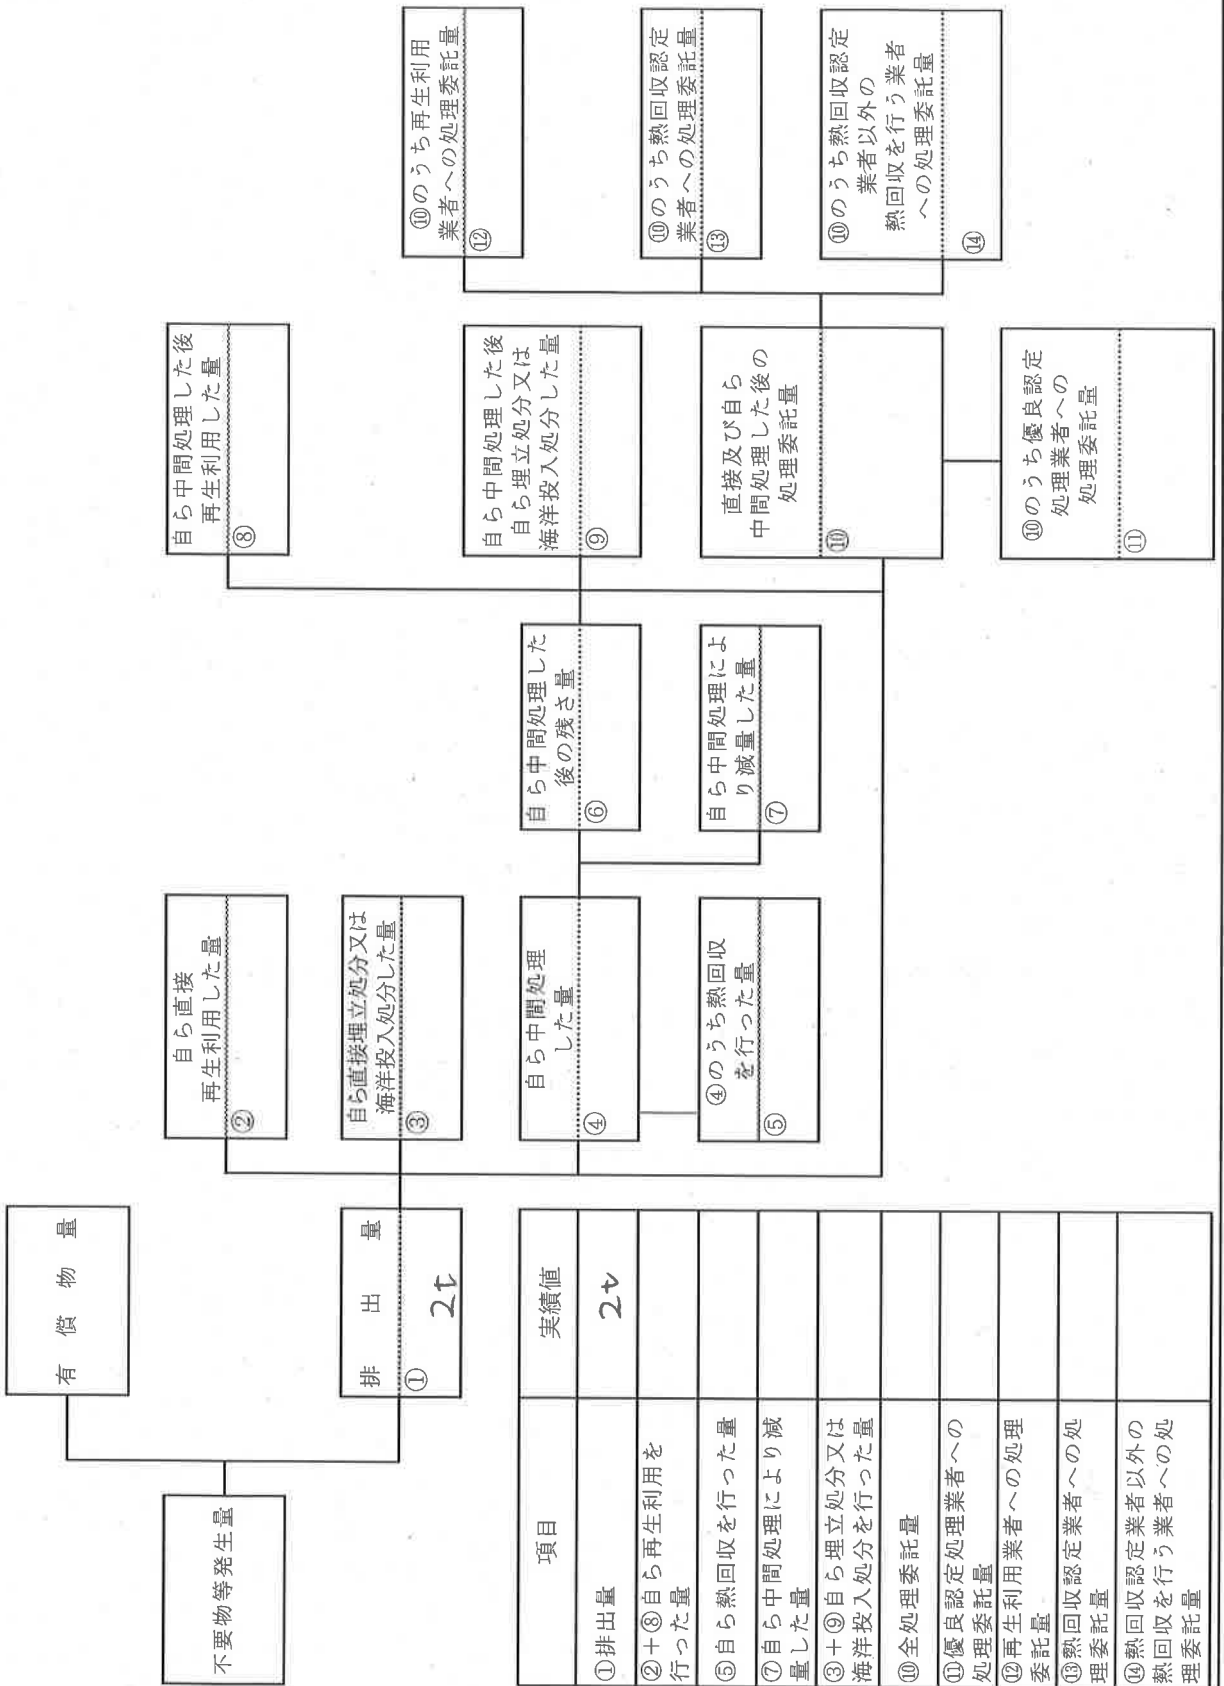 不要物等発生量
有償物量
排出量
①
2t
自ら直接
再生利用した量
②
自ら直接埋立処分又は
海洋投入処分した量
③
自ら中間処理
した量
④
④のうち熱回収
を行った量
⑤
自ら中間処理した
後の残さ量
⑥
自ら中間処理によ
り減量した量
⑦
自ら中間処理した後
再生利用した量
⑧
自ら中間処理した後
自ら埋立処分又は
海洋投入処分した量
⑨
直接及び自ら
中間処理した後の
処理委託量
⑩
⑩のうち優良認定
処理業者への
処理委託量
⑪
⑩のうち再生利用
業者への処理委託量
⑫
⑩のうち熱回収認定
業者への処理委託量
⑬
⑩のうち熱回収認定
業者以外の
熱回収を行う業者
への処理委託量
⑭
項目 実績値
①排出量 2t
②+⑧自ら再生利用を
行った量
⑤自ら熱回収を行った量
⑦自ら中間処理により減
量した量
③+⑨自ら埋立処分又は
海洋投入処分を行った量
⑩全処理委託量
⑪優良認定処理業者への
処理委託量
⑫再生利用業者への処理
委託量
⑬熱回収認定業者への処
理委託量
⑭熱回収認定業者以外の
熱回収を行う業者への処
理委託量